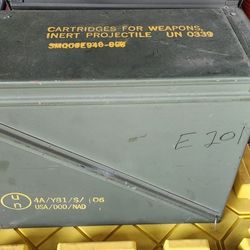 CARTRIDGES FOR WEAPONS,
INERT PROJECTILE UN 0339
E 201
u
n
4A/Y81/S/ 06
USA/DOD/NAD